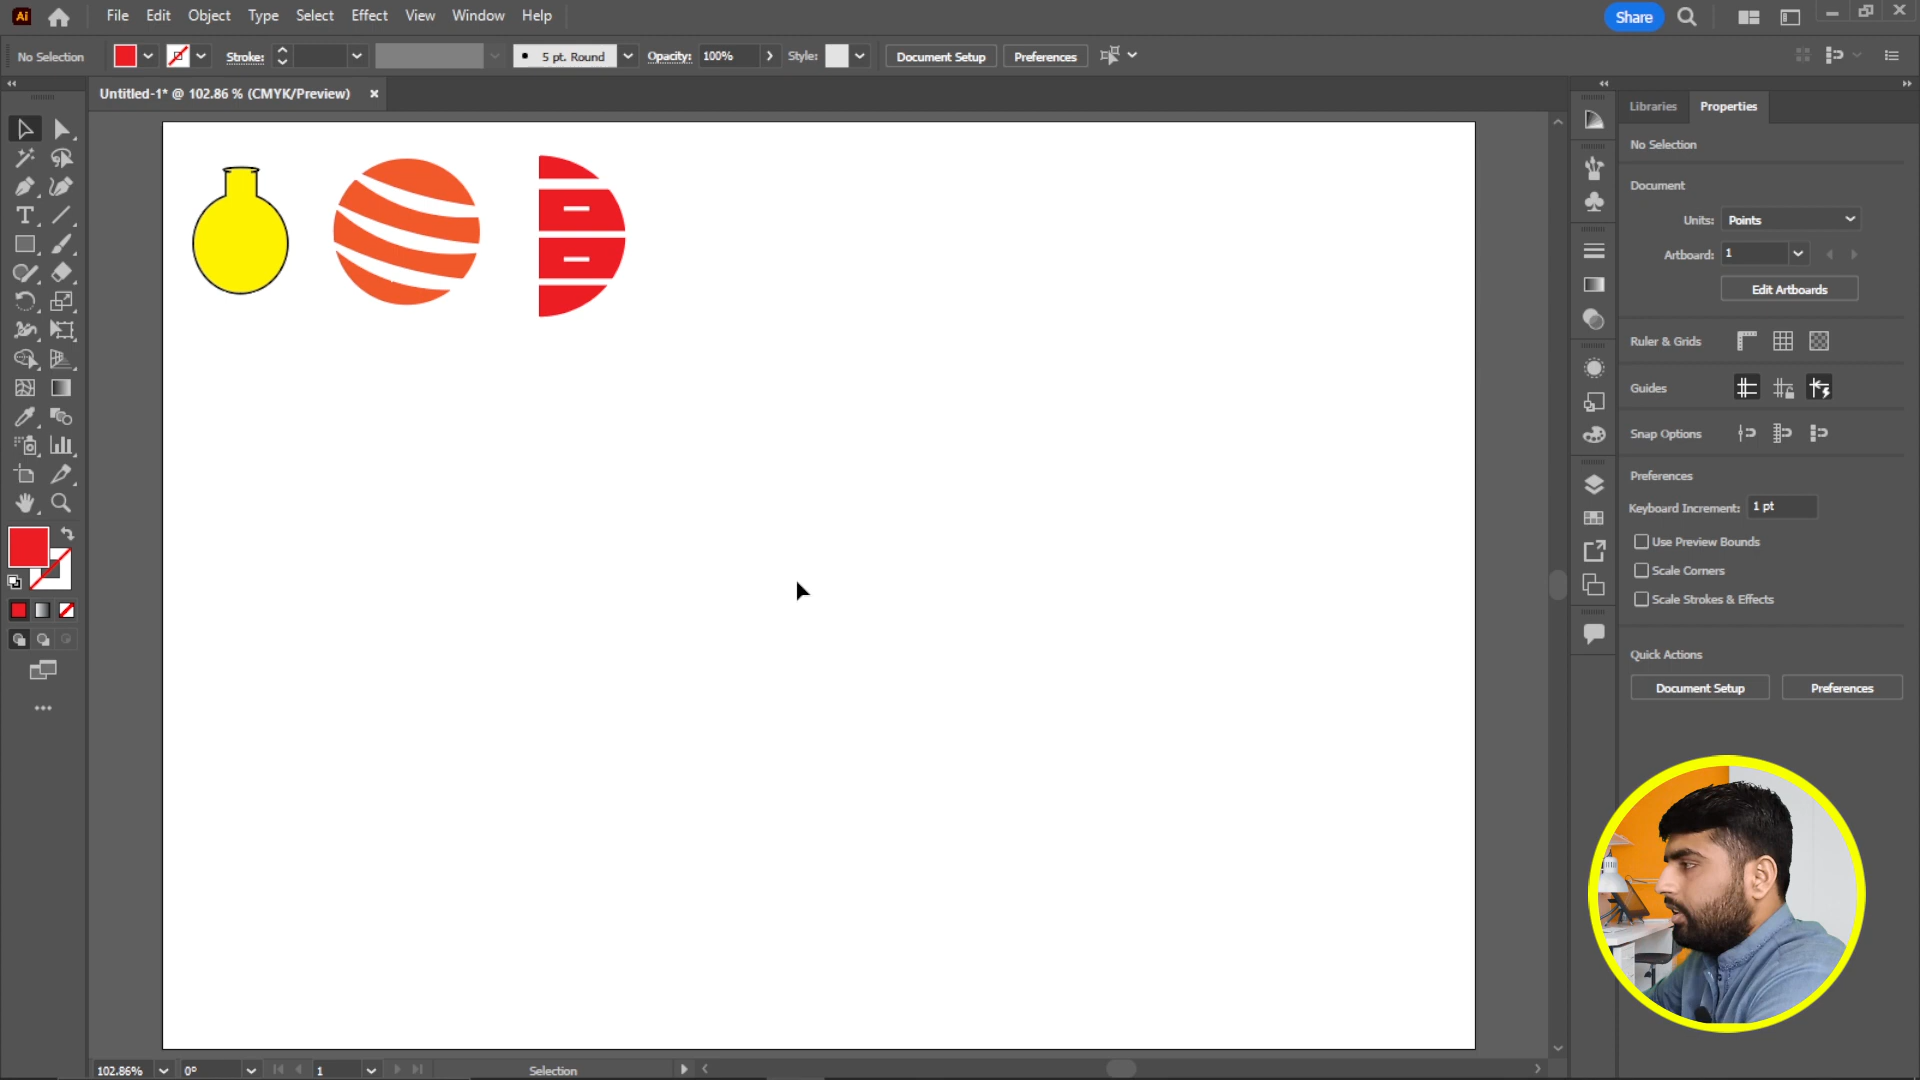 Ai File Edit Object Type Select Effect View Window Help Share
No Selection Stroke: 5 pt. Round Opacity: 100% Style: Document Setup Preferences
Untitled-1* @ 102.86 % (CMYK/Preview) ×
Libraries Properties
No Selection
Document
Units: Points
Artboard: 1
Edit Artboards
Ruler & Grids
Guides
Snap Options
Preferences
Keyboard Increment: 1 pt
Use Preview Bounds
Scale Corners
Scale Strokes & Effects
Quick Actions
Document Setup Preferences
102.86% 0° 1 Selection